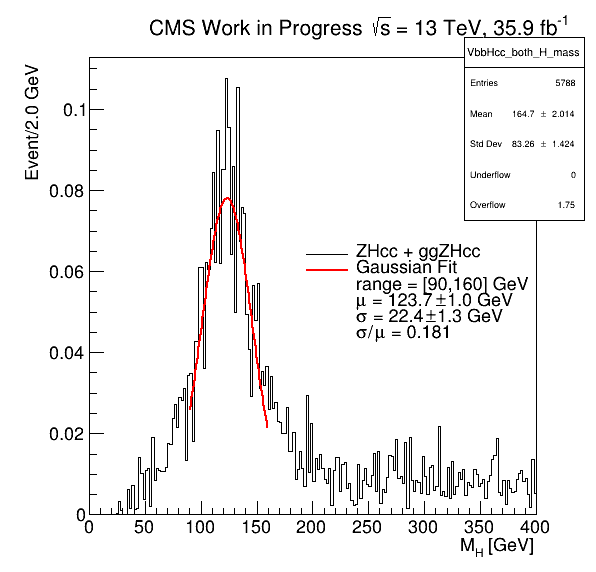 CMS Work in Progress √s = 13 TeV, 35.9 fb⁻¹
VbbHcc_both_H_mass
Entries 5788
Mean 164.7 ± 2.014
Std Dev 83.26 ± 1.424
Underflow 0
Overflow 1.75
Event/2.0 GeV
0.1
0.08
0.06
0.04
0.02
0
ZHcc + ggZHcc
Gaussian Fit
range = [90,160] GeV
μ = 123.7±1.0 GeV
σ = 22.4±1.3 GeV
σ/μ = 0.181
0 50 100 150 200 250 300 350 400
M_H [GeV]